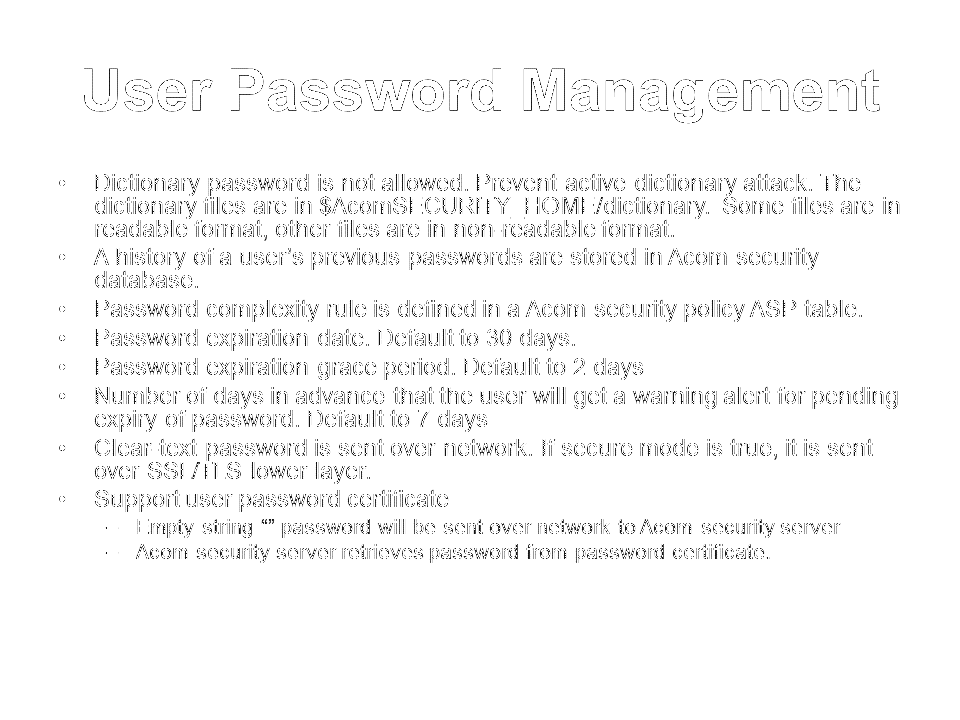 User Password Management
• Dictionary password is not allowed. Prevent active dictionary attack. The
dictionary files are in $AcomSECURITY_HOME/dictionary.  Some files are in
readable format, other files are in non-readable format.
• A history of a user’s previous passwords are stored in Acom security
database.
• Password complexity rule is defined in a Acom security policy ASP table.
• Password expiration date. Default to 30 days.
• Password expiration grace period. Default to 2 days
• Number of days in advance that the user will get a warning alert for pending
expiry of password. Default to 7 days
• Clear-text password is sent over network. If secure mode is true, it is sent
over SSL/TLS lower layer.
• Support user password certificate
– Empty string “” password will be sent over network to Acom security server
– Acom security server retrieves password from password certificate.